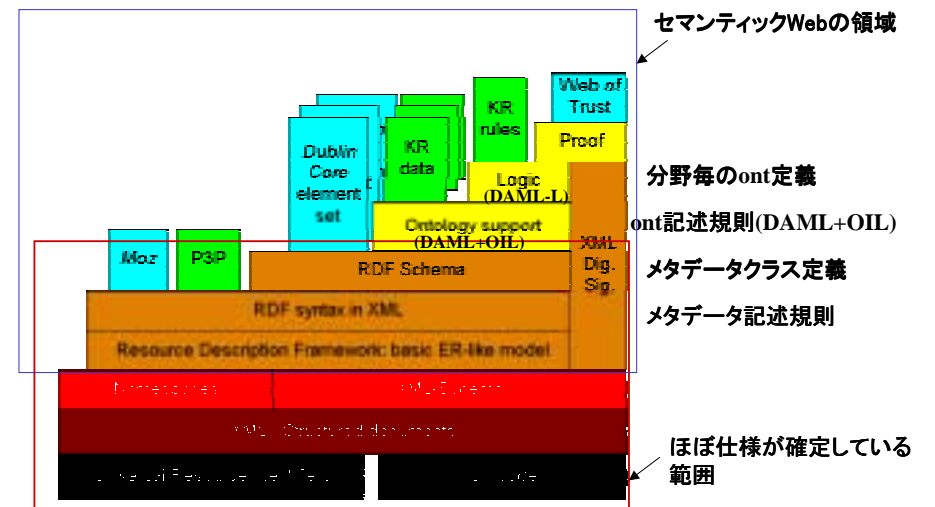 セマンティックWebの領域
Web of
Trust
KR
rules
Proof
Dublin
Core
element
set
KR
data
Logic
(DAML-L)
分野毎のont定義
Ontology support
(DAML+OIL)
ont記述規則(DAML+OIL)
XML
Dig.
Sig.
Moz
P3P
RDF Schema
メタデータクラス定義
RDF syntax in XML
メタデータ記述規則
Resource Description Framework: basic ER-like model
ほぼ仕様が確定している
範囲